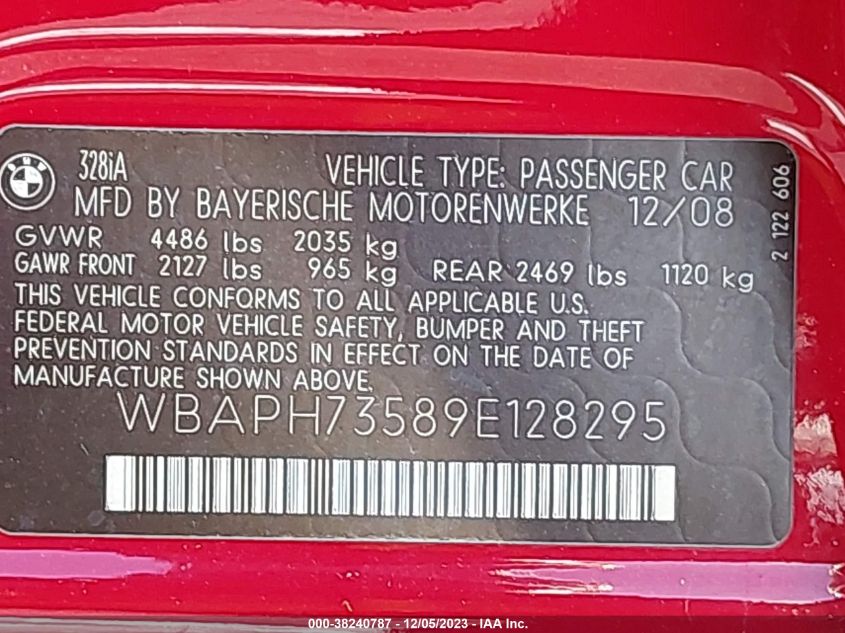 BMW
328iA VEHICLE TYPE: PASSENGER CAR
MFD BY BAYERISCHE MOTORENWERKE 12/08
GVWR 4486 lbs 2035 kg
GAWR FRONT 2127 lbs 965 kg REAR 2469 lbs 1120 kg
THIS VEHICLE CONFORMS TO ALL APPLICABLE U.S.
FEDERAL MOTOR VEHICLE SAFETY, BUMPER AND THEFT
PREVENTION STANDARDS IN EFFECT ON THE DATE OF
MANUFACTURE SHOWN ABOVE.
WBAPH73589E128295
2 122 606
000-38240787 - 12/05/2023 - IAA Inc.